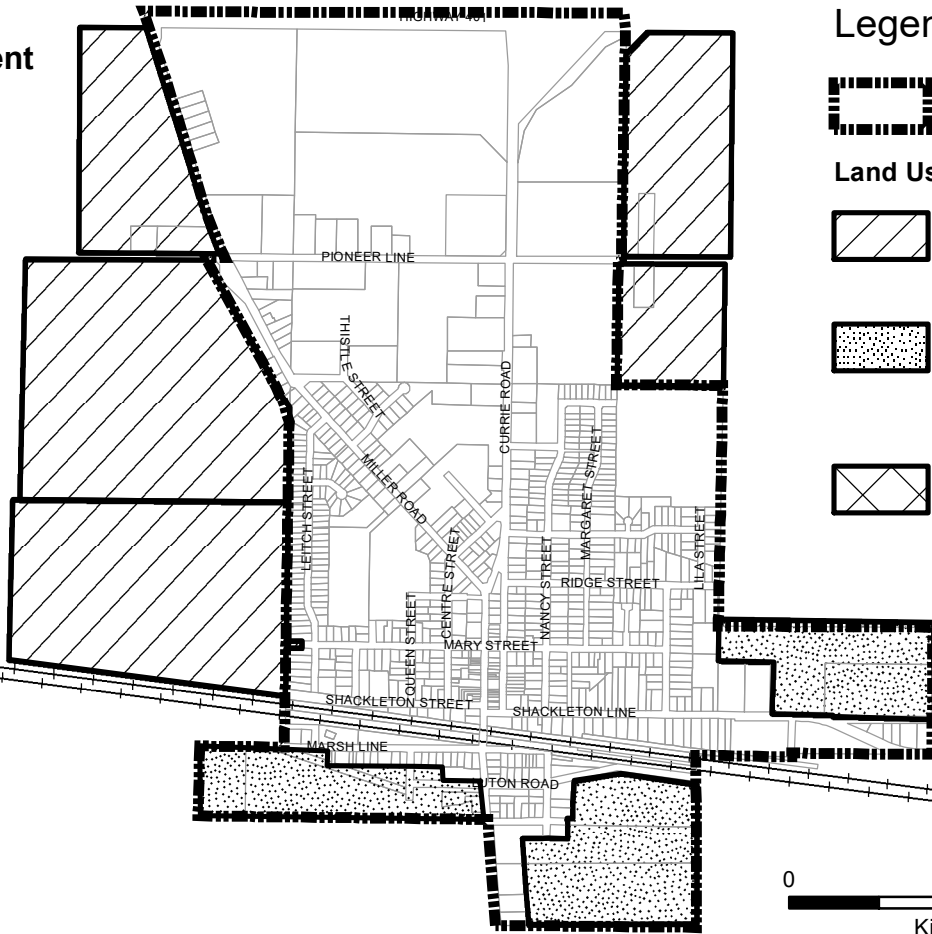 HIGHWAY 401
Legen
ent
Land Us
PIONEER LINE
THISTLE STREET
CURRIE ROAD
MILLER ROAD
MARGARET STREET
LEITCH STREET
LILA STREET
CENTRE STREET
NANCY STREET
RIDGE STREET
QUEEN STREET
MARY STREET
SHACKLETON STREET
SHACKLETON LINE
MARSH LINE
LUTON ROAD
0
Ki